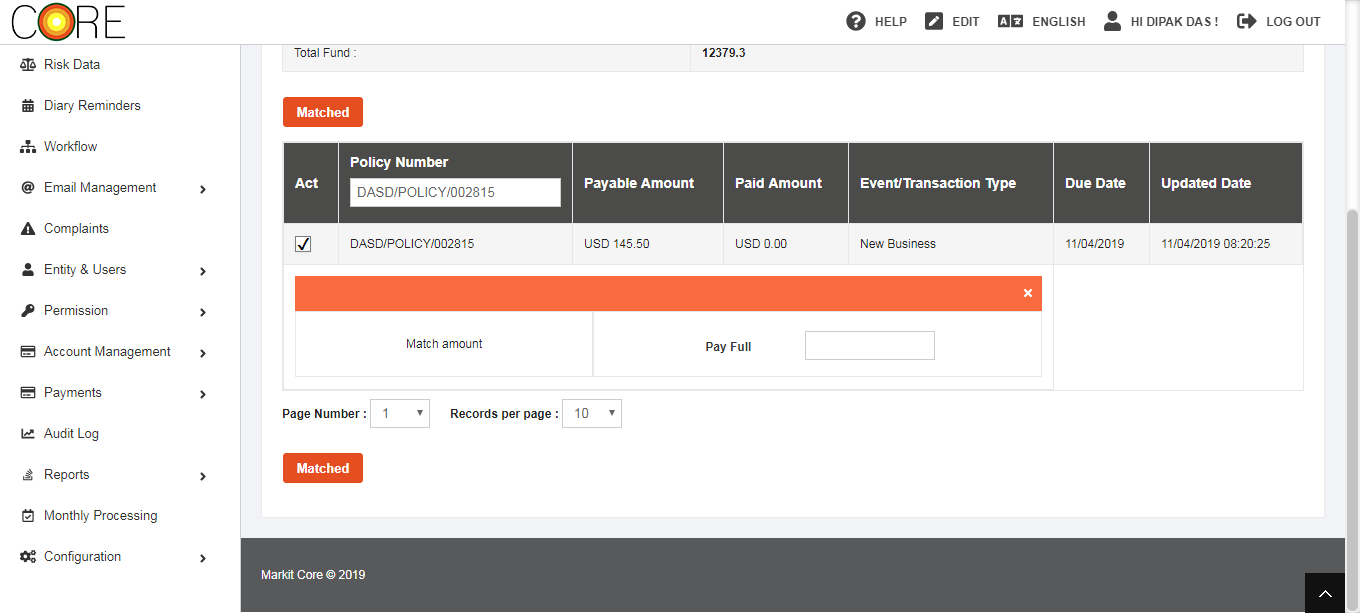 CORE
HELP
EDIT
ENGLISH
HI DIPAK DAS !
LOG OUT
Risk Data
Diary Reminders
Workflow
Email Management
Complaints
Entity & Users
Permission
Account Management
Payments
Audit Log
Reports
Monthly Processing
Configuration
Total Fund : 12379.3
Matched
Act Policy Number Payable Amount Paid Amount Event/Transaction Type Due Date Updated Date
DASD/POLICY/002815
DASD/POLICY/002815 USD 145.50 USD 0.00 New Business 11/04/2019 11/04/2019 08:20:25
×
Match amount Pay Full
Page Number : 1 Records per page : 10
Matched
Markit Core © 2019